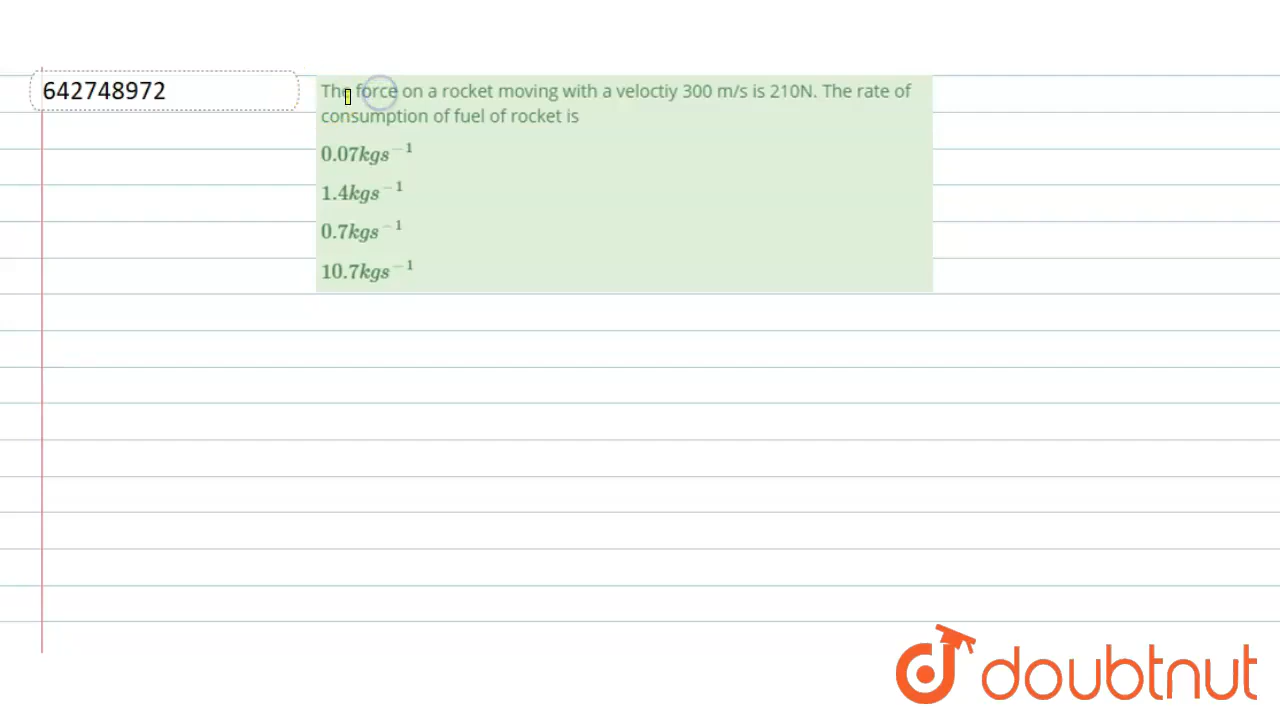 642748972
The force on a rocket moving with a veloctiy 300 m/s is 210N. The rate of
consumption of fuel of rocket is
0.07kgs⁻¹
1.4kgs⁻¹
0.7kgs⁻¹
10.7kgs⁻¹
doubtnut